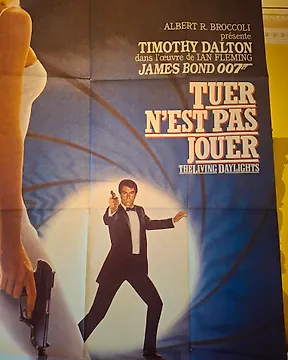 ALBERT R. BROCCOLI
présente
TIMOTHY DALTON
dans l'œuvre de IAN FLEMING
JAMES BOND 007
TUER
N'EST PAS
JOUER
THE LIVING DAYLIGHTS